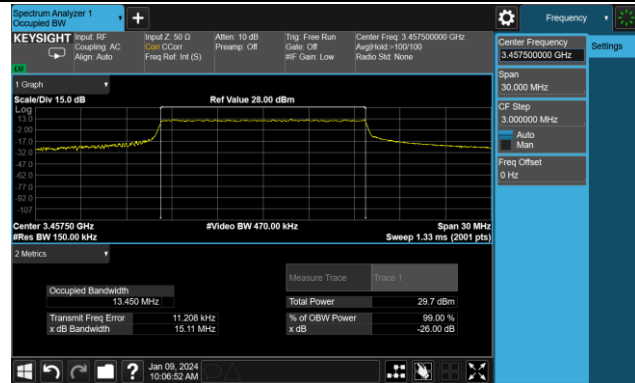 Spectrum Analyzer 1
Occupied BW
Frequency
KEYSIGHT
Input: RF
Coupling: AC
Align: Auto
Input Z: 50 Ω
Corr CCorr
Freq Ref: Int (S)
Atten: 10 dB
Preamp: Off
Trig: Free Run
Gate: Off
#IF Gain: Low
Center Freq: 3.457500000 GHz
Avg|Hold:>100/100
Radio Std: None
Center Frequency
3.457500000 GHz
Settings
Span
30.000 MHz
CF Step
3.000000 MHz
Auto
Man
Freq Offset
0 Hz
1 Graph
Scale/Div 15.0 dB
Ref Value 28.00 dBm
Log
13.0
-2.00
-17.0
-32.0
-47.0
-62.0
-77.0
-92.0
-107
Center 3.45750 GHz
#Video BW 470.00 kHz
Span 30 MHz
#Res BW 150.00 kHz
Sweep 1.33 ms (2001 pts)
2 Metrics
Measure Trace
Trace 1
Occupied Bandwidth
13.450 MHz
Total Power
29.7 dBm
Transmit Freq Error
11.208 kHz
% of OBW Power
99.00 %
x dB Bandwidth
15.11 MHz
x dB
-26.00 dB
Jan 09, 2024
10:06:52 AM